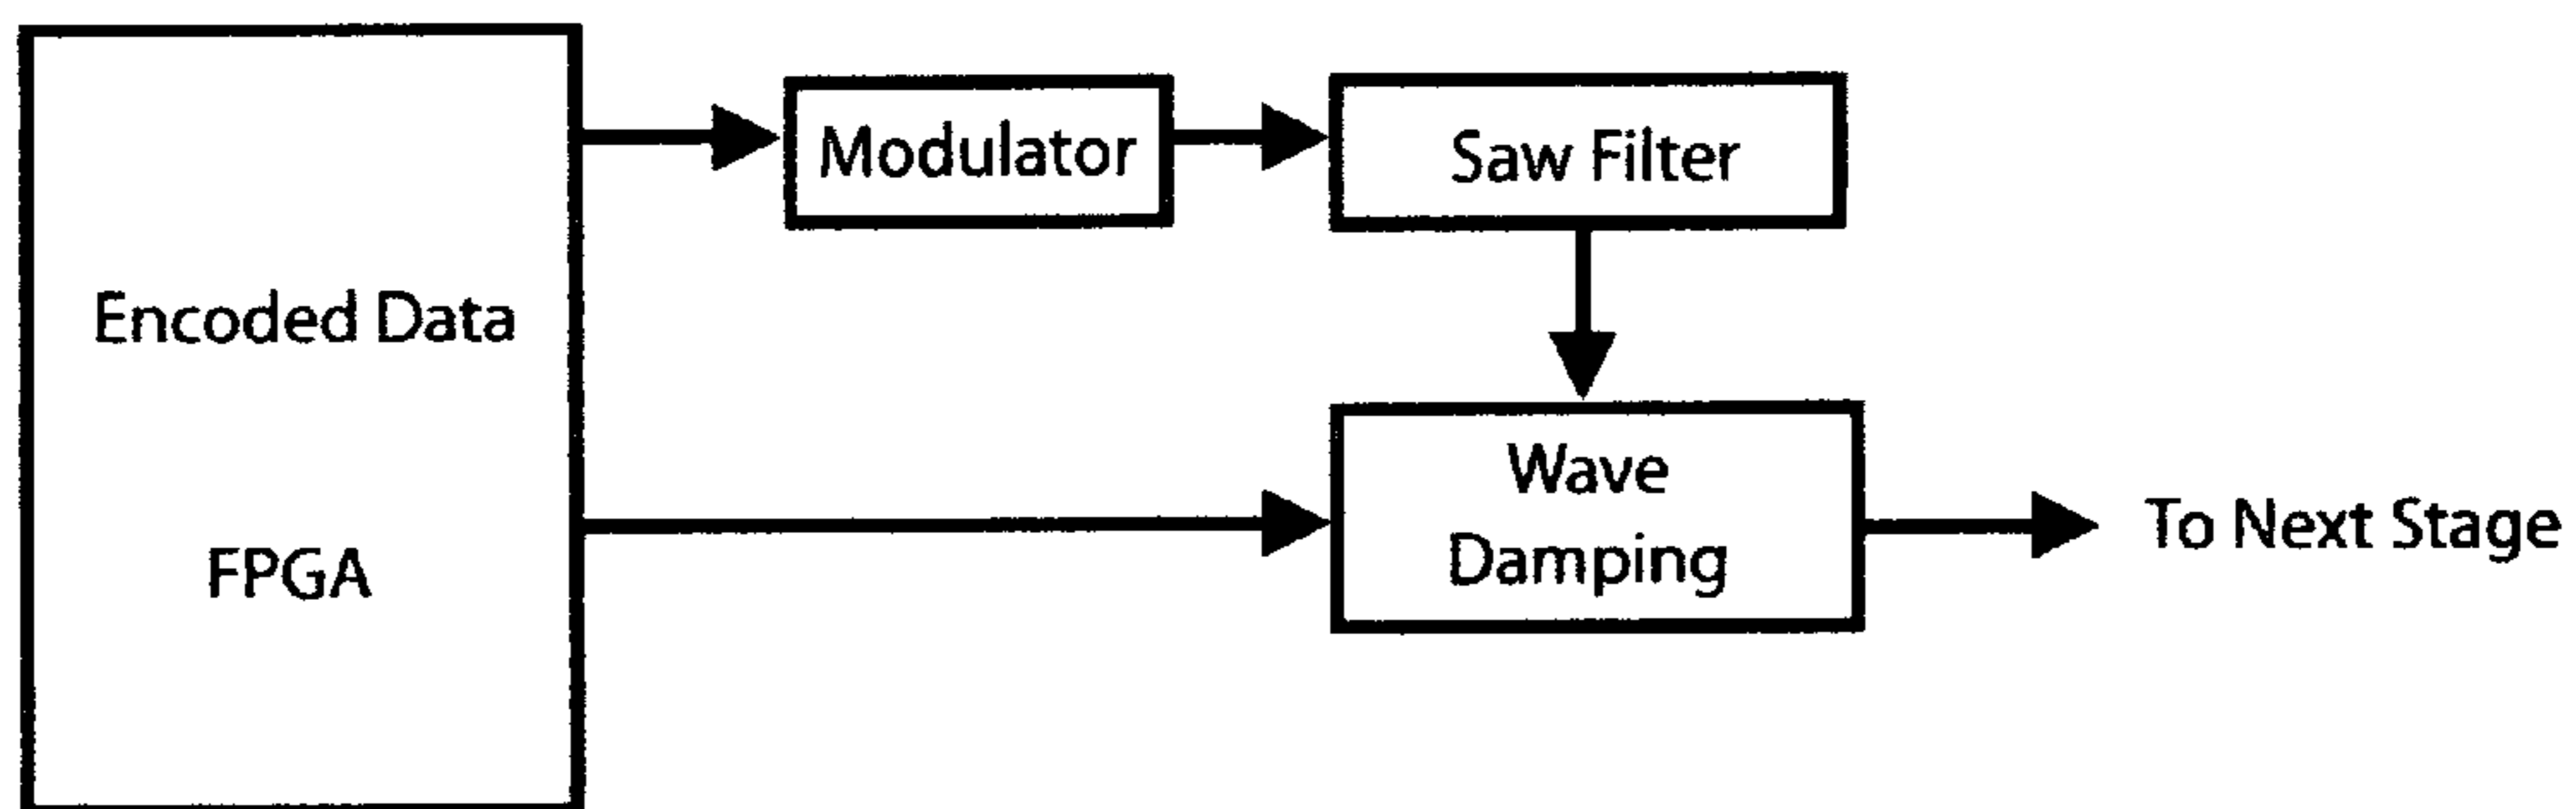 Encoded Data
FPGA
Modulator
Saw Filter
Wave
Damping
To Next Stage